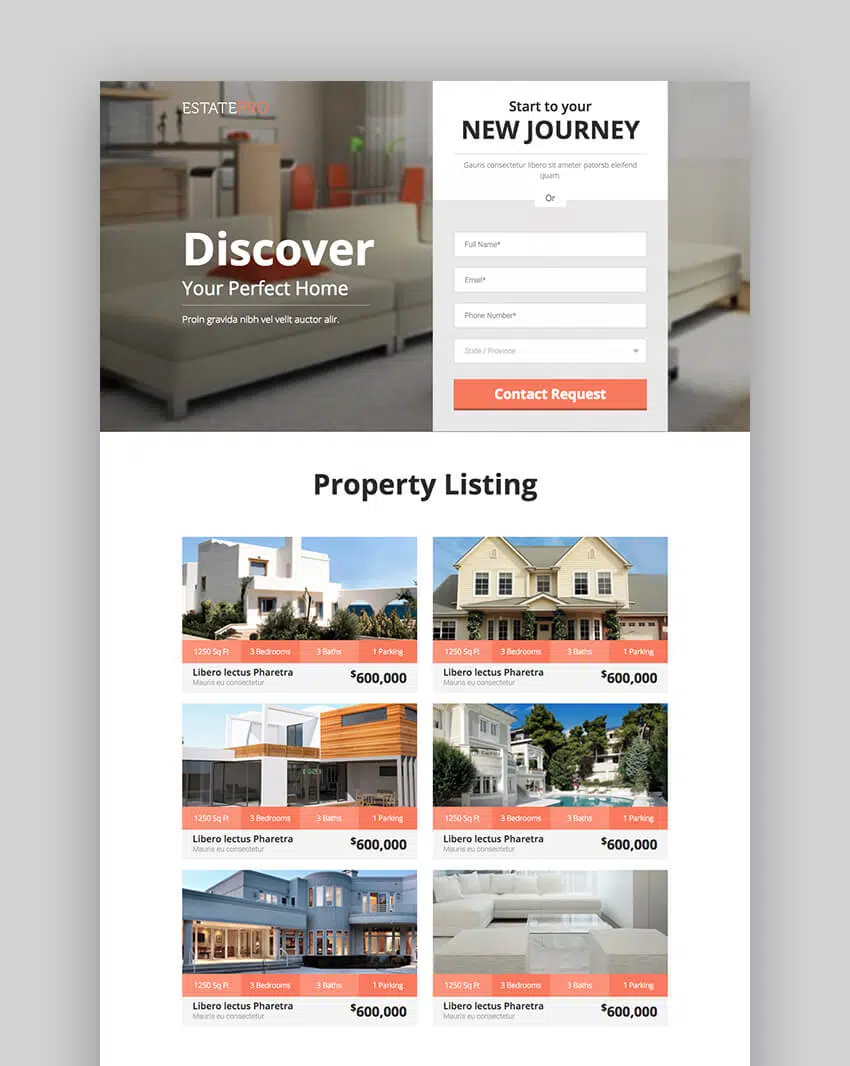 ESTATEPRO
Discover
Your Perfect Home
Proin gravida nibh vel velit auctor alir.
Start to your
NEW JOURNEY
Gauris consectetur libero sit ameter patorsb eleifend
quam.
Or
Full Name*
Email*
Phone Number*
State / Province
Contact Request
Property Listing
1250 Sq Ft 3 Bedrooms 3 Baths 1 Parking
Libero lectus Pharetra
Mauris eu consectetur
$600,000
1250 Sq Ft 3 Bedrooms 3 Baths 1 Parking
Libero lectus Pharetra
Mauris eu consectetur
$600,000
1250 Sq Ft 3 Bedrooms 3 Baths 1 Parking
Libero lectus Pharetra
Mauris eu consectetur
$600,000
1250 Sq Ft 3 Bedrooms 3 Baths 1 Parking
Libero lectus Pharetra
Mauris eu consectetur
$600,000
1250 Sq Ft 3 Bedrooms 3 Baths 1 Parking
Libero lectus Pharetra
Mauris eu consectetur
$600,000
1250 Sq Ft 3 Bedrooms 3 Baths 1 Parking
Libero lectus Pharetra
Mauris eu consectetur
$600,000